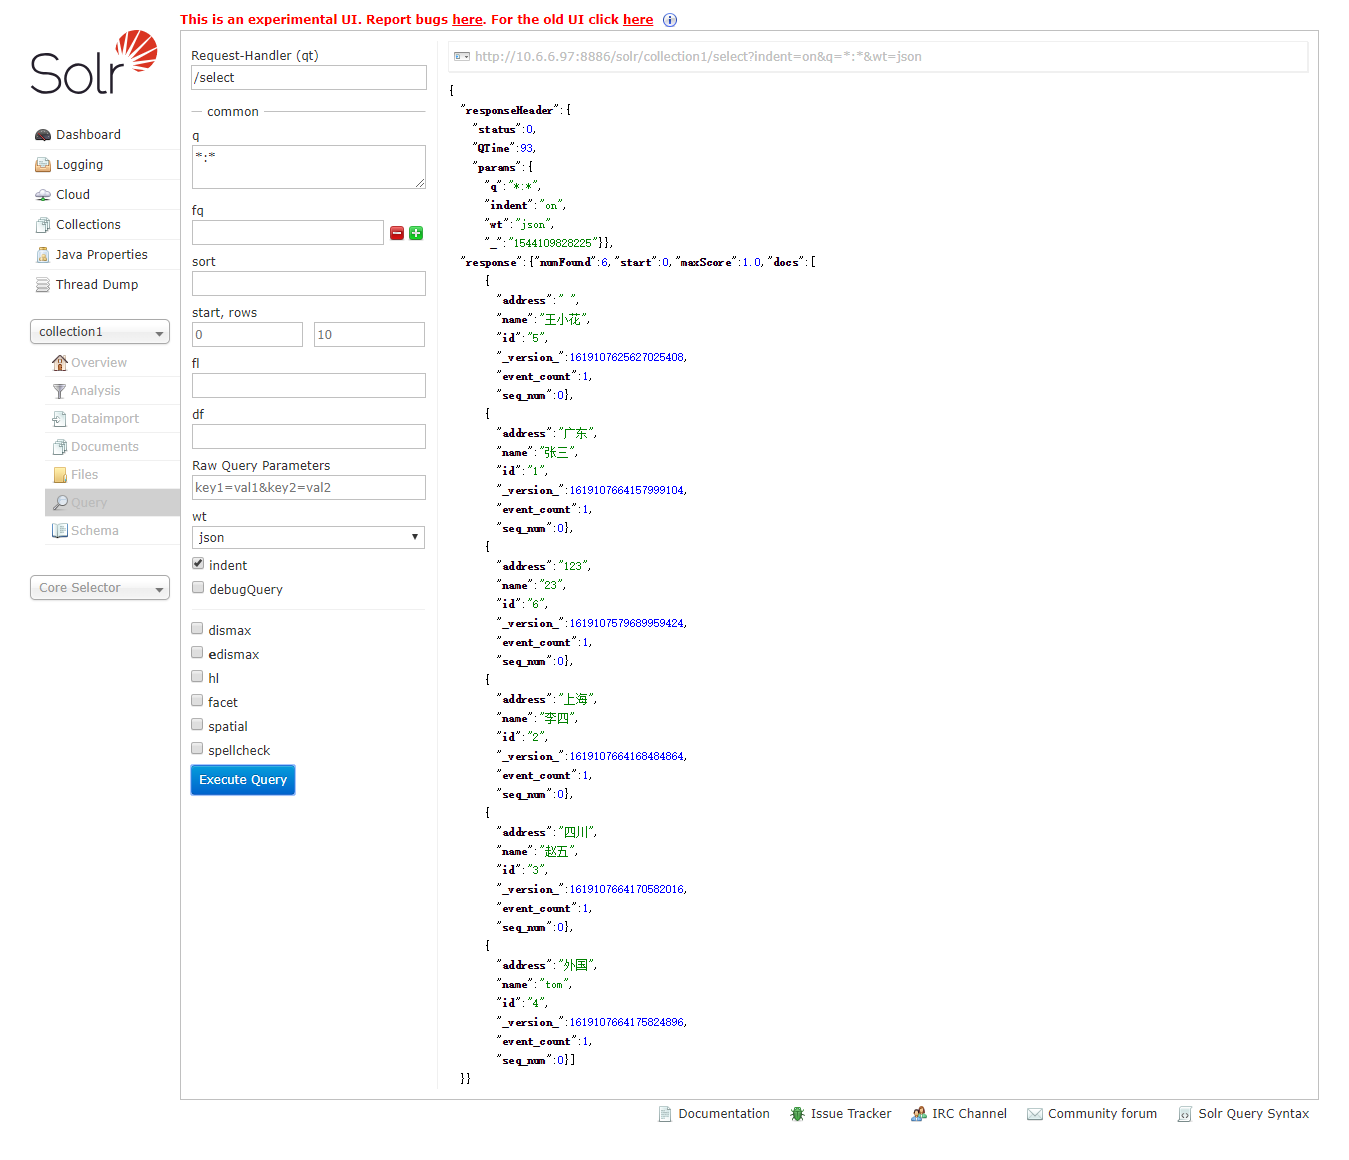 This is an experimental UI. Report bugs here. For the old UI click here
Solr
Dashboard
Logging
Cloud
Collections
Java Properties
Thread Dump
collection1
Overview
Analysis
Dataimport
Documents
Files
Query
Schema
Core Selector
Request-Handler (qt)
/select
common
q
*:*
fq
sort
start, rows
0 10
fl
df
Raw Query Parameters
key1=val1&key2=val2
wt
json
indent
debugQuery
dismax
edismax
hl
facet
spatial
spellcheck
Execute Query
http://10.6.6.97:8886/solr/collection1/select?indent=on&q=*:*&wt=json
{
"responseHeader":{
"status":0,
"QTime":93,
"params":{
"q":"*:*",
"indent":"on",
"wt":"json",
"_":"1544109828225"}},
"response":{"numFound":6,"start":0,"maxScore":1.0,"docs":[
{
"address":" ",
"name":"王小花",
"id":"5",
"_version_":1619107625627025408,
"event_count":1,
"seq_num":0},
{
"address":"广东",
"name":"张三",
"id":"1",
"_version_":1619107664157999104,
"event_count":1,
"seq_num":0},
{
"address":"123",
"name":"23",
"id":"6",
"_version_":1619107579689959424,
"event_count":1,
"seq_num":0},
{
"address":"上海",
"name":"李四",
"id":"2",
"_version_":1619107664168484864,
"event_count":1,
"seq_num":0},
{
"address":"四川",
"name":"赵五",
"id":"3",
"_version_":1619107664170582016,
"event_count":1,
"seq_num":0},
{
"address":"外国",
"name":"tom",
"id":"4",
"_version_":1619107664175824896,
"event_count":1,
"seq_num":0}]
}}
Documentation Issue Tracker IRC Channel Community forum Solr Query Syntax